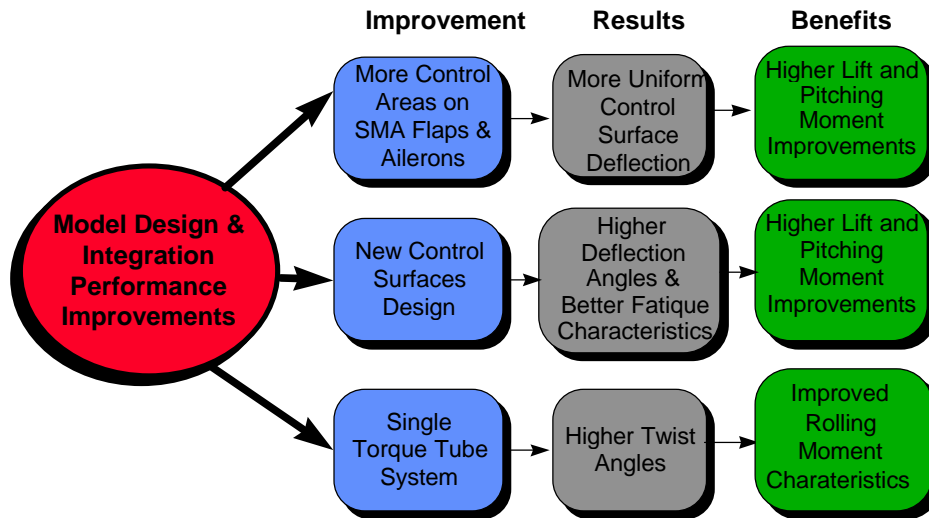 Improvement
Results
Benefits
Model Design &
Integration
Performance
Improvements
More Control
Areas on
SMA Flaps &
Ailerons
More Uniform
Control
Surface
Deflection
Higher Lift and
Pitching
Moment
Improvements
New Control
Surfaces
Design
Higher
Deflection
Angles &
Better Fatique
Characteristics
Higher Lift and
Pitching
Moment
Improvements
Single
Torque Tube
System
Higher Twist
Angles
Improved
Rolling
Moment
Charateristics